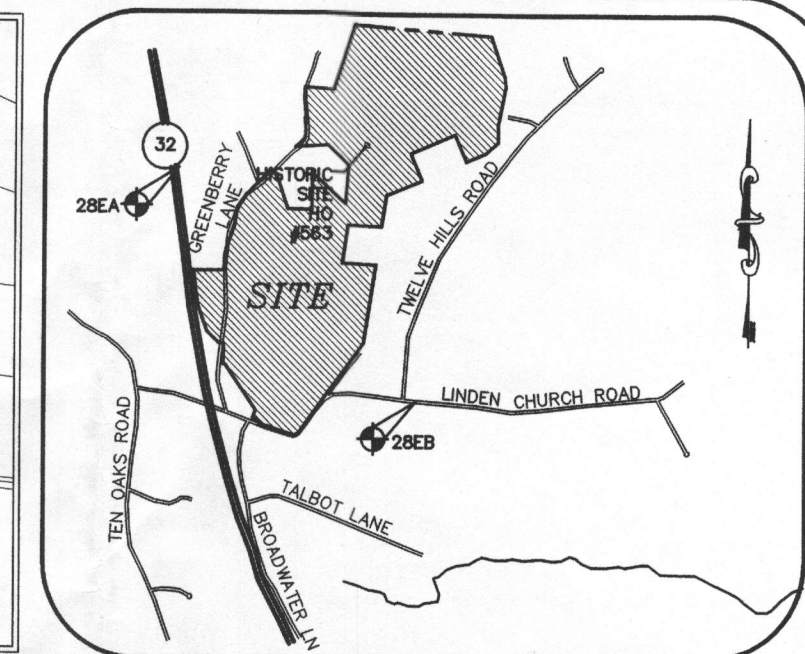 32
28EA
GREENBERRY
LANE
HISTORIC
SITE
HO
#563
SITE
TWELVE HILLS ROAD
LINDEN CHURCH ROAD
28EB
TEN OAKS ROAD
TALBOT LANE
BROADWATER LN